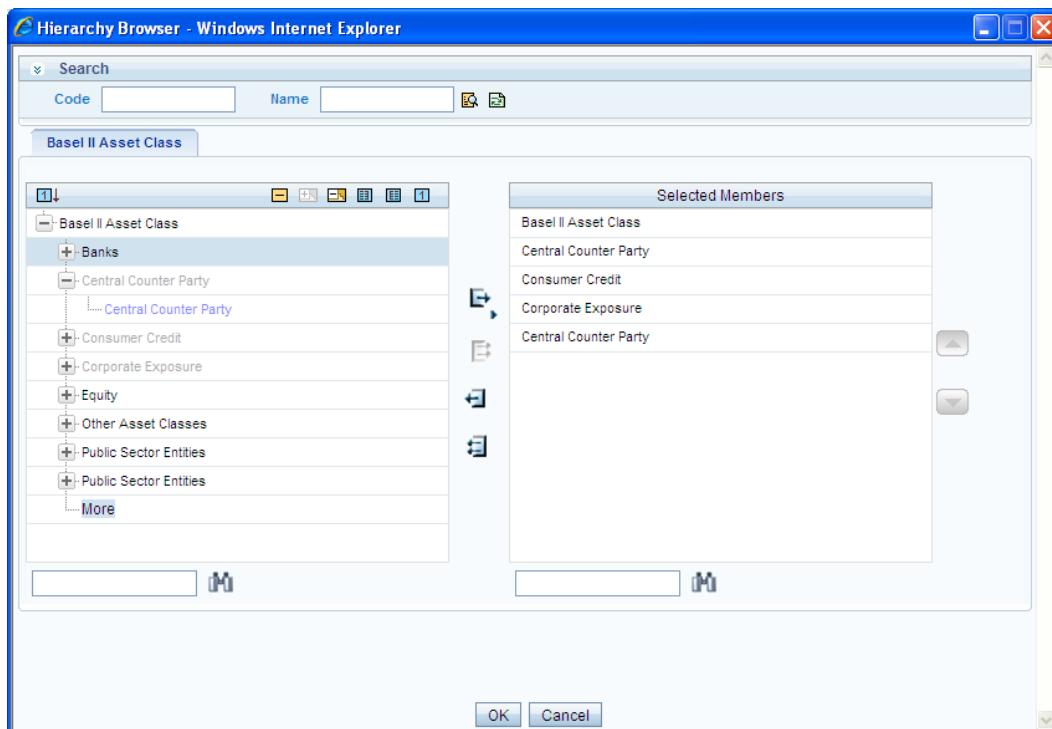 Hierarchy Browser - Windows Internet Explorer
Search
Code Name
Basel II Asset Class
Selected Members
Basel II Asset Class
Banks
Central Counter Party
Central Counter Party
Consumer Credit
Corporate Exposure
Equity
Other Asset Classes
Public Sector Entities
Public Sector Entities
More
Basel II Asset Class
Central Counter Party
Consumer Credit
Corporate Exposure
Central Counter Party
OK Cancel